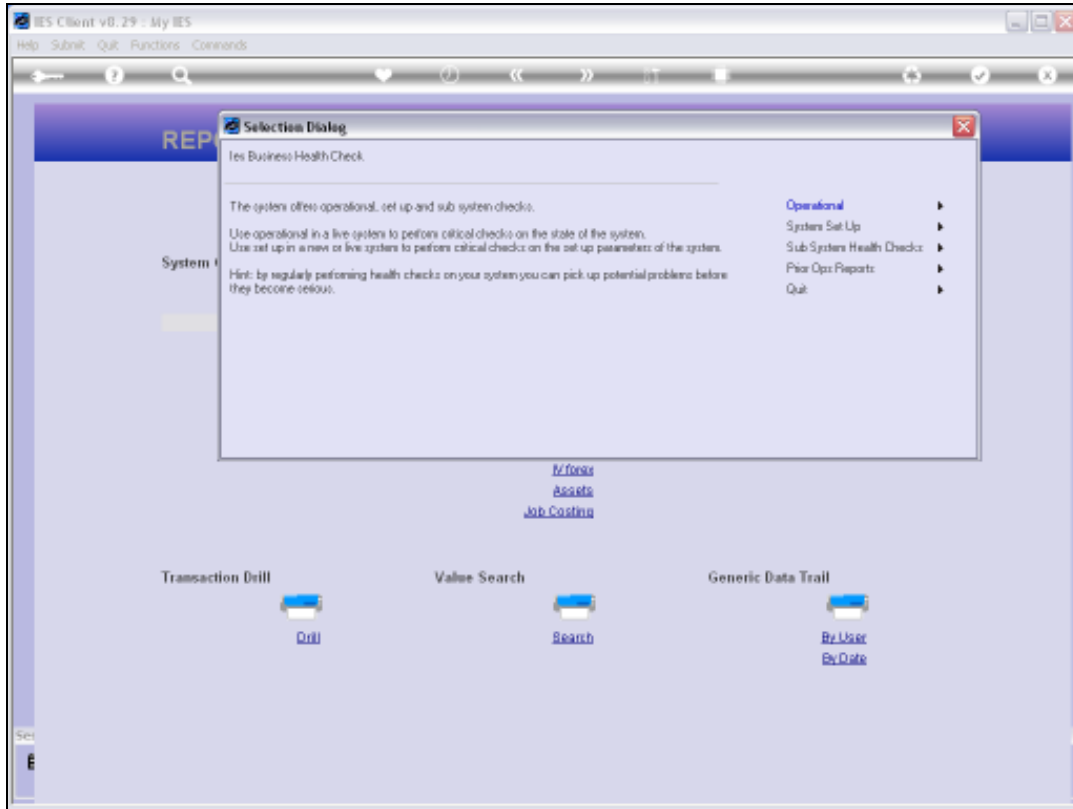 IES Client v8.29 : My IES
Help Submit Quit Functions Commands
REP
Selection Dialog
Ies Business Health Check.
The system offers operational, set up and sub system checks.
Use operational in a live system to perform critical checks on the state of the system.
Use set up in a new or live system to perform critical checks on the set up parameters of the system.
Hint: by regularly performing health checks on your system you can pick up potential problems before
they become serious.
Operational
System Set Up
Sub System Health Checks
Prior Ops Reports
Quit
System
IV forex
Assets
Job Costing
Transaction Drill
Value Search
Generic Data Trail
Drill
Search
By User
By Date